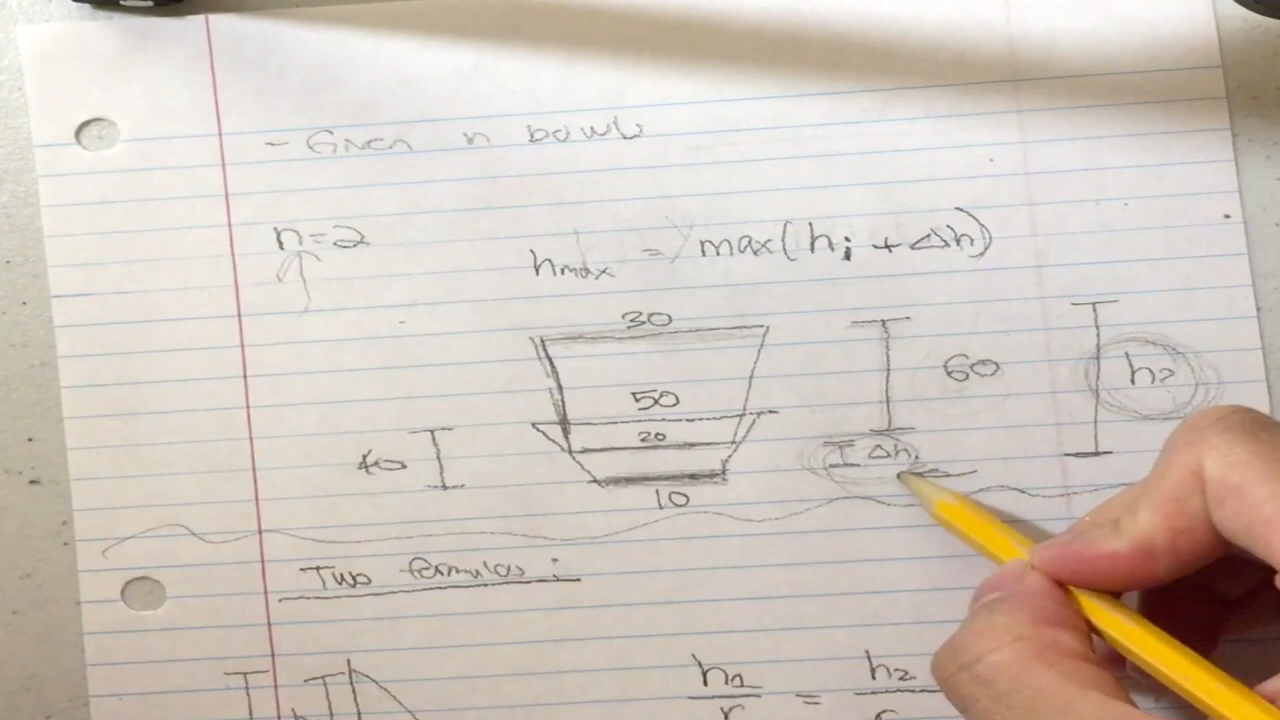 - Given n bowls
n=2
hmax = max(hi + Δh)
30
60
h2
50
40
20
Δh
10
Two formulas:
h1 = h2
r